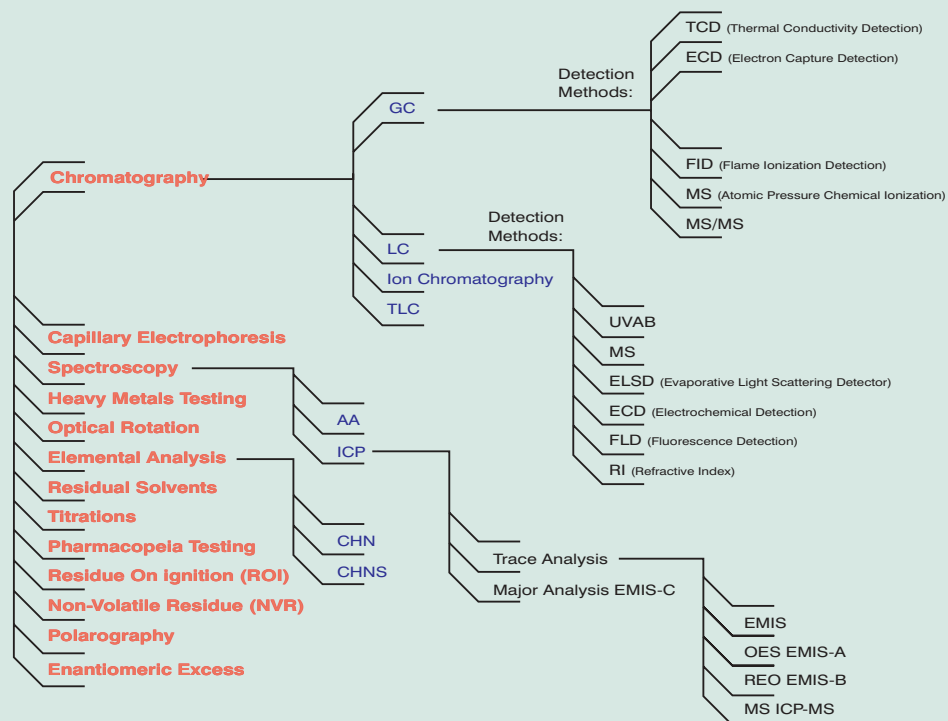 TCD (Thermal Conductivity Detection)
ECD (Electron Capture Detection)
Detection
Methods:
GC
FID (Flame Ionization Detection)
Chromatography
MS (Atomic Pressure Chemical Ionization)
Detection
Methods:
MS/MS
LC
Ion Chromatography
TLC
UVAB
Capillary Electrophoresis
MS
Spectroscopy
ELSD (Evaporative Light Scattering Detector)
Heavy Metals Testing
AA
ECD (Electrochemical Detection)
Optical Rotation
FLD (Fluorescence Detection)
Elemental Analysis
ICP
RI (Refractive Index)
Residual Solvents
Titrations
CHN
Pharmacopeia Testing
Trace Analysis
CHNS
Residue On Ignition (ROI)
Major Analysis EMIS-C
Non-Volatile Residue (NVR)
EMIS
Polarography
OES EMIS-A
Enantiomeric Excess
REO EMIS-B
MS ICP-MS